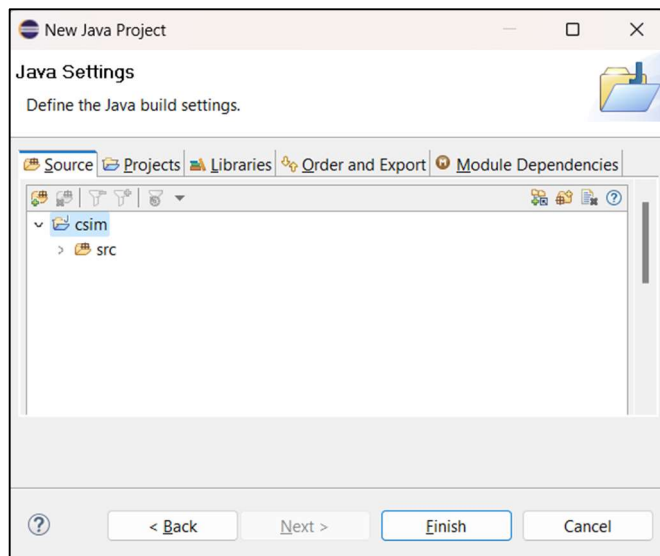 New Java Project
Java Settings
Define the Java build settings.
Source Projects Libraries Order and Export Module Dependencies
csim
src
< Back Next > Finish Cancel